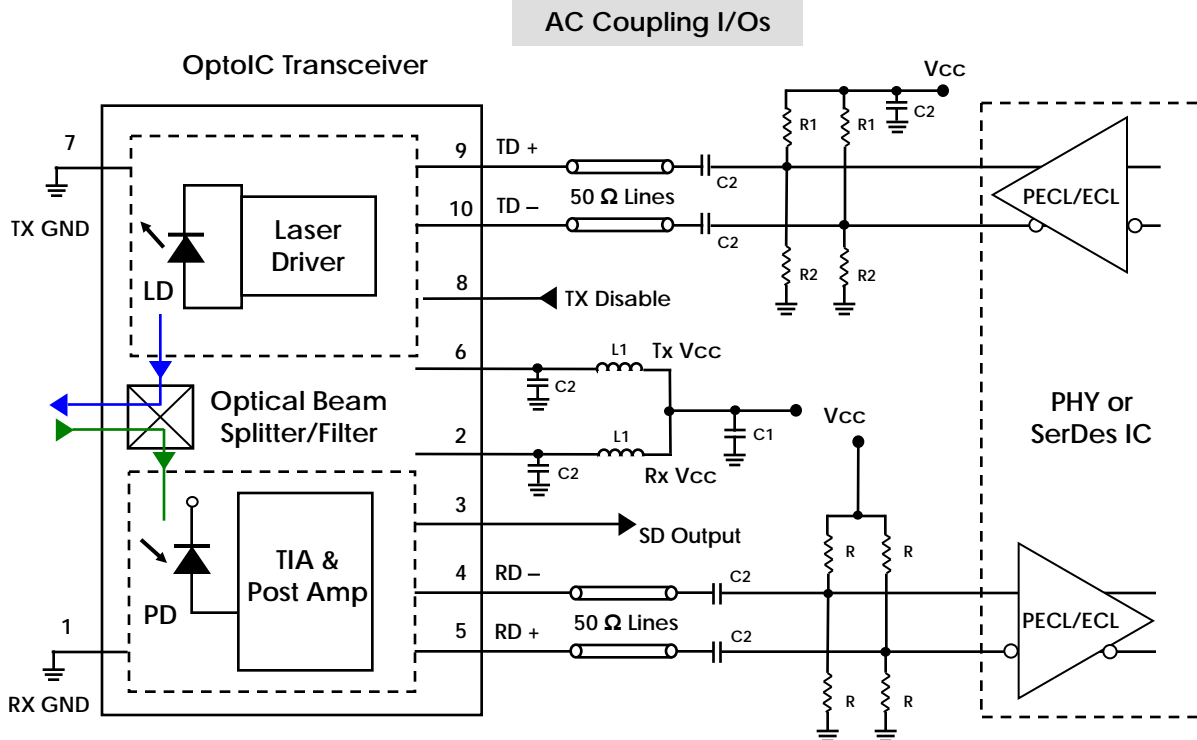 AC Coupling I/Os
OptoIC Transceiver
Vcc
7
TX GND
Laser
Driver
LD
9
TD +
10
TD –
50 Ω Lines
C2
C2
R1
R1
C2
R2
R2
PECL/ECL
8
TX Disable
6
C2
L1
Tx Vcc
Optical Beam
Splitter/Filter
2
C2
L1
Rx Vcc
C1
Vcc
PHY or
SerDes IC
3
SD Output
TIA &
Post Amp
PD
4
RD –
5
RD +
50 Ω Lines
C2
C2
R
R
R
R
PECL/ECL
1
RX GND